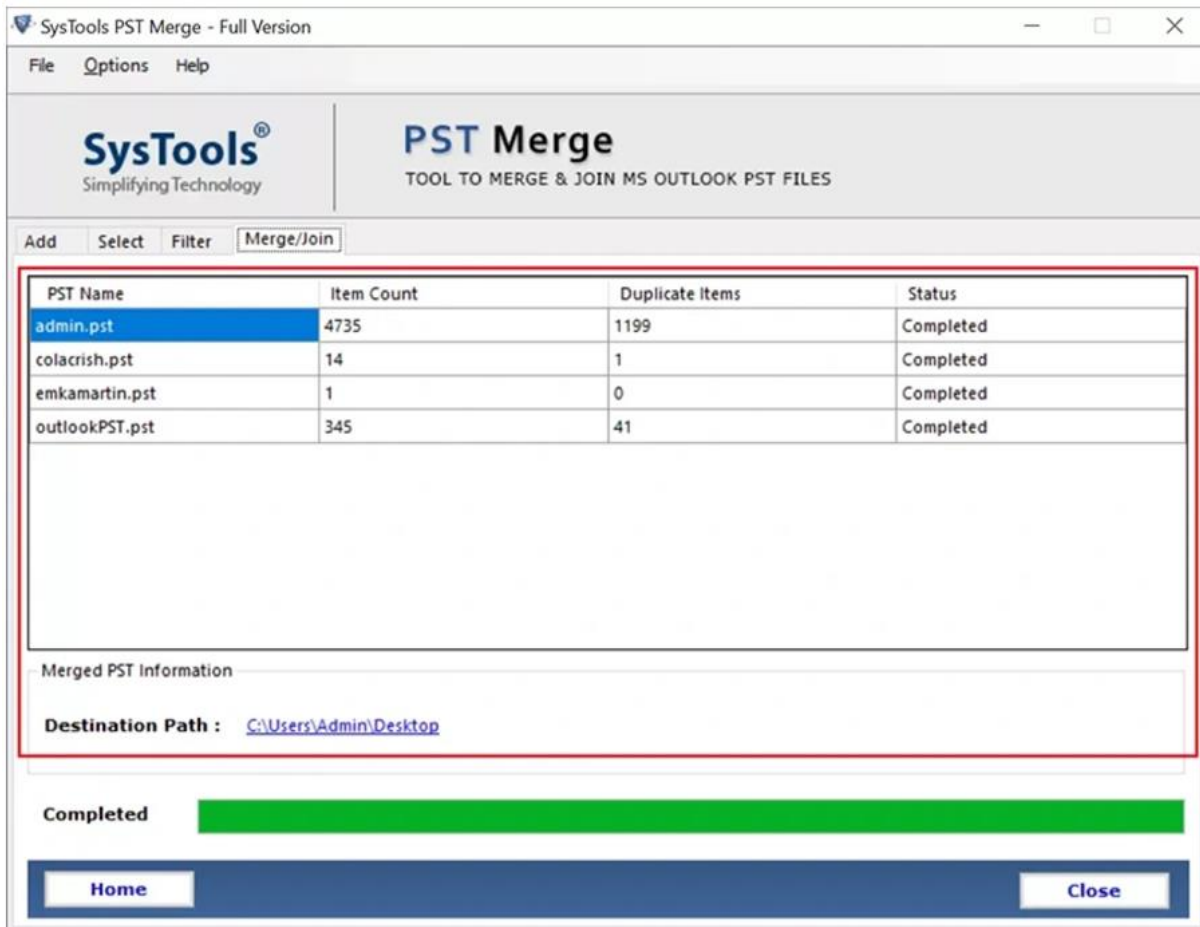 SysTools PST Merge - Full Version
File Options Help
SysTools®
Simplifying Technology
PST Merge
TOOL TO MERGE & JOIN MS OUTLOOK PST FILES
Add Select Filter Merge/Join
PST Name Item Count Duplicate Items Status
admin.pst 4735 1199 Completed
colacrish.pst 14 1 Completed
emkamartin.pst 1 0 Completed
outlookPST.pst 345 41 Completed
Merged PST Information
Destination Path : C:\Users\Admin\Desktop
Completed
Home Close